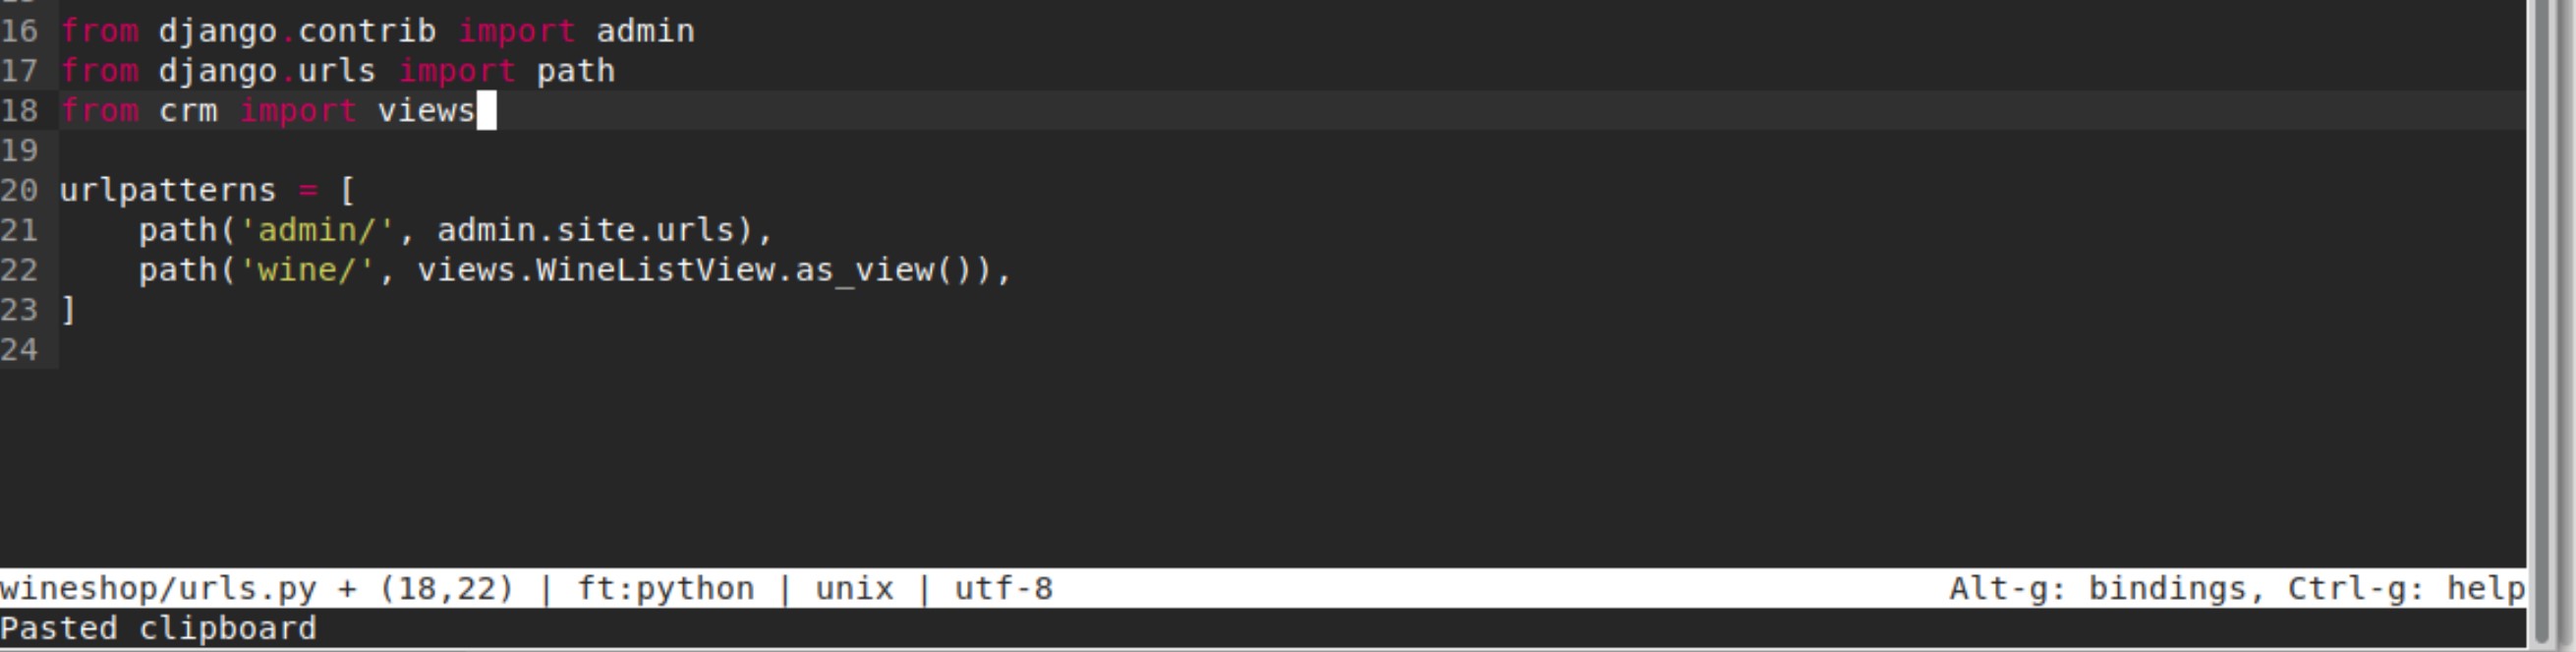 16 from django.contrib import admin
17 from django.urls import path
18 from crm import views
19
20 urlpatterns = [
21     path('admin/', admin.site.urls),
22     path('wine/', views.WineListView.as_view()),
23 ]
24
wineshop/urls.py + (18,22) | ft:python | unix | utf-8 Alt-g: bindings, Ctrl-g: help
Pasted clipboard